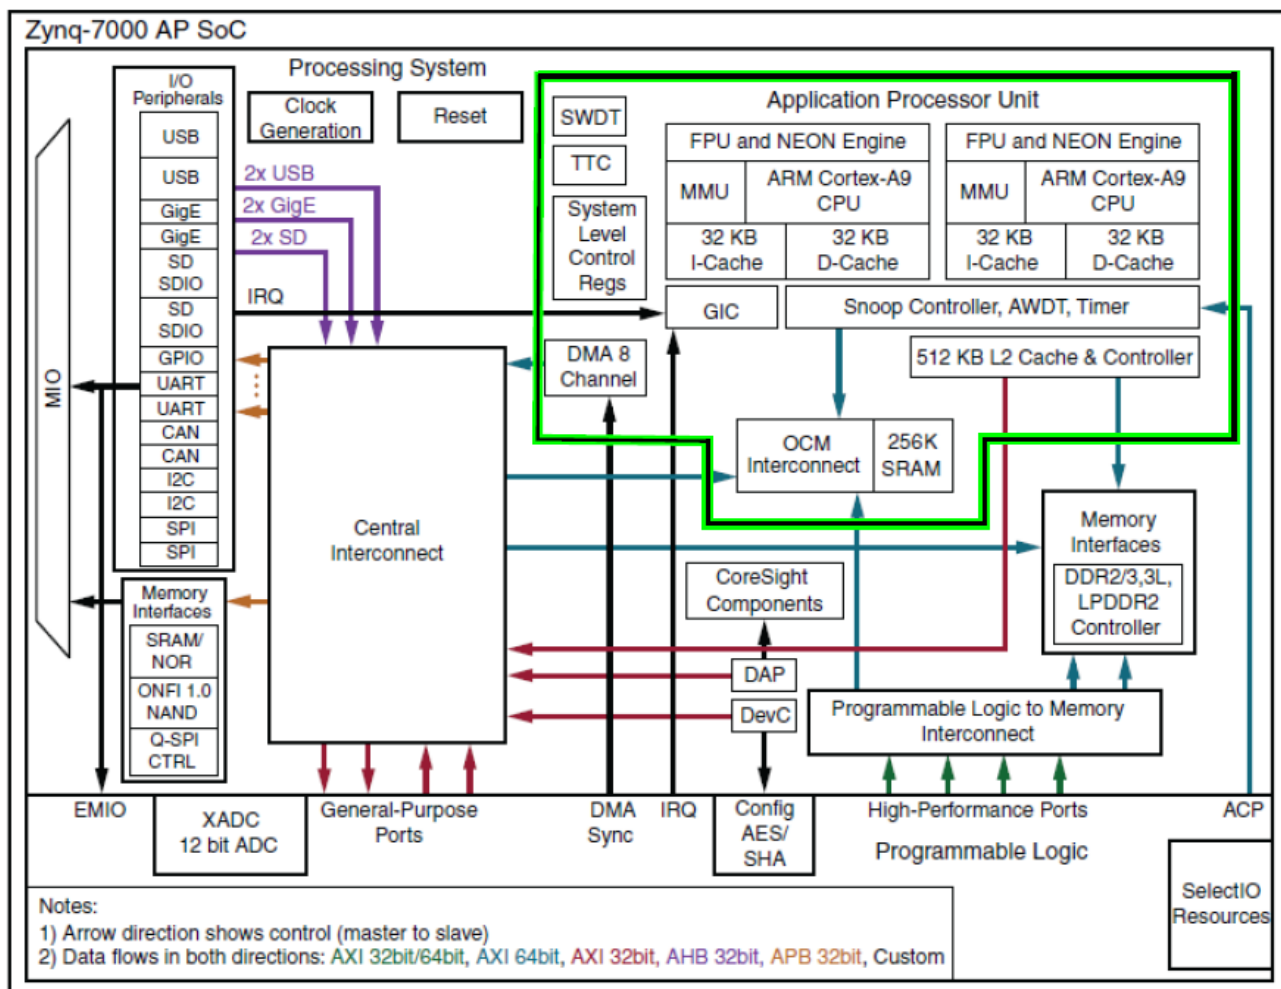 Zynq-7000 AP SoC
Processing System
I/O
Peripherals
USB
USB
GigE
GigE
SD
SDIO
SD
SDIO
GPIO
UART
UART
CAN
CAN
I2C
I2C
SPI
SPI
MIO
Clock
Generation
Reset
2x USB
2x GigE
2x SD
IRQ
Application Processor Unit
SWDT
TTC
System
Level
Control
Regs
FPU and NEON Engine
MMU
ARM Cortex-A9
CPU
32 KB
I-Cache
32 KB
D-Cache
FPU and NEON Engine
MMU
ARM Cortex-A9
CPU
32 KB
I-Cache
32 KB
D-Cache
GIC
Snoop Controller, AWDT, Timer
DMA 8
Channel
512 KB L2 Cache & Controller
OCM
Interconnect
256K
SRAM
Central
Interconnect
Memory
Interfaces
DDR2/3,3L,
LPDDR2
Controller
CoreSight
Components
DAP
DevC
Programmable Logic to Memory
Interconnect
Memory
Interfaces
SRAM/
NOR
ONFI 1.0
NAND
Q-SPI
CTRL
EMIO
XADC
12 bit ADC
General-Purpose
Ports
DMA
Sync
IRQ
Config
AES/
SHA
High-Performance Ports
ACP
Programmable Logic
SelectIO
Resources
Notes:
1) Arrow direction shows control (master to slave)
2) Data flows in both directions: AXI 32bit/64bit, AXI 64bit, AXI 32bit, AHB 32bit, APB 32bit, Custom